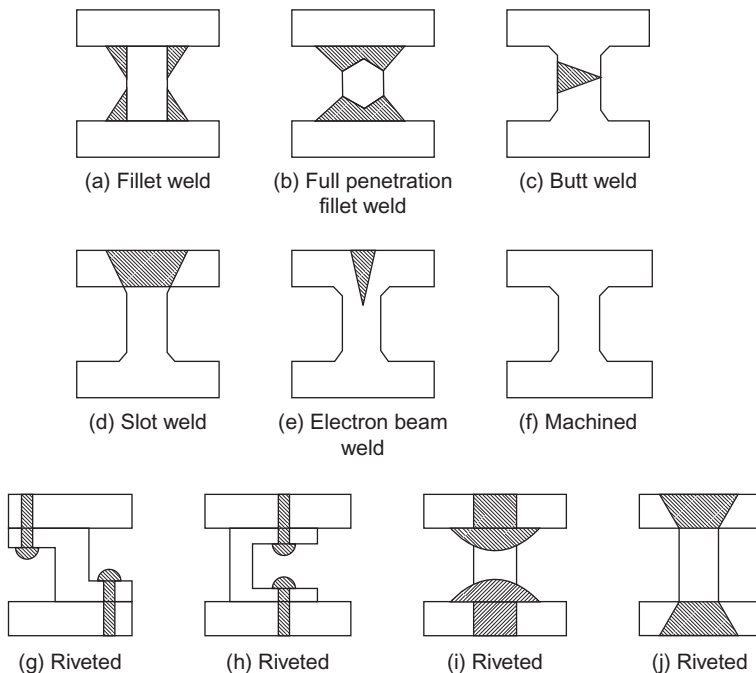 (a) Fillet weld
(b) Full penetration
fillet weld
(c) Butt weld
(d) Slot weld
(e) Electron beam
weld
(f) Machined
(g) Riveted
(h) Riveted
(i) Riveted
(j) Riveted